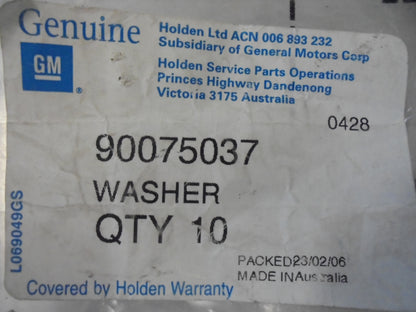 Genuine
GM
Holden Ltd ACN 006 893 232
Subsidiary of General Motors Corp
Holden Service Parts Operations
Princes Highway Dandenong
Victoria 3175 Australia
0428
90075037
WASHER
QTY 10
L069049GS
PACKED23/02/06
MADE INAustralia
Covered by Holden Warranty